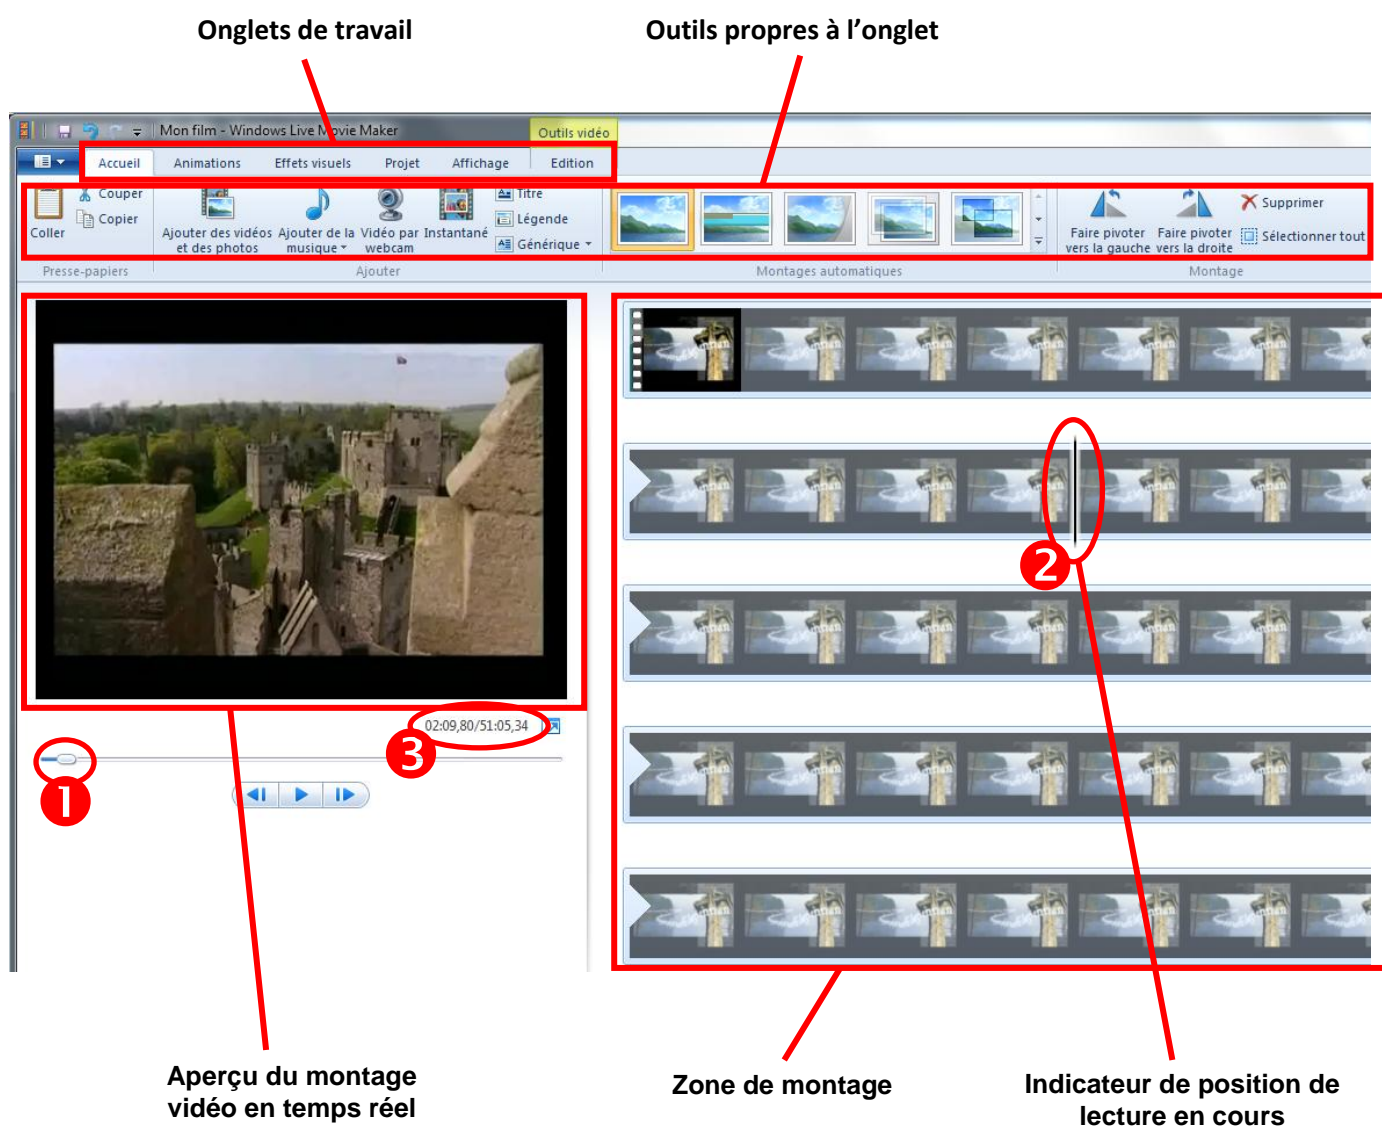 Onglets de travail
Outils propres à l’onglet
Mon film - Windows Live Movie Maker
Outils vidéo
Accueil
Animations
Effets visuels
Projet
Affichage
Edition
Coller
Couper
Copier
Ajouter des vidéos
et des photos
Ajouter de la
musique
Vidéo par
webcam
Instantané
Titre
Légende
Générique
Faire pivoter
vers la gauche
Faire pivoter
vers la droite
Supprimer
Sélectionner tout
Presse-papiers
Ajouter
Montages automatiques
Montage
2
02:09,80/51:05,34
3
1
Aperçu du montage
vidéo en temps réel
Zone de montage
Indicateur de position de
lecture en cours